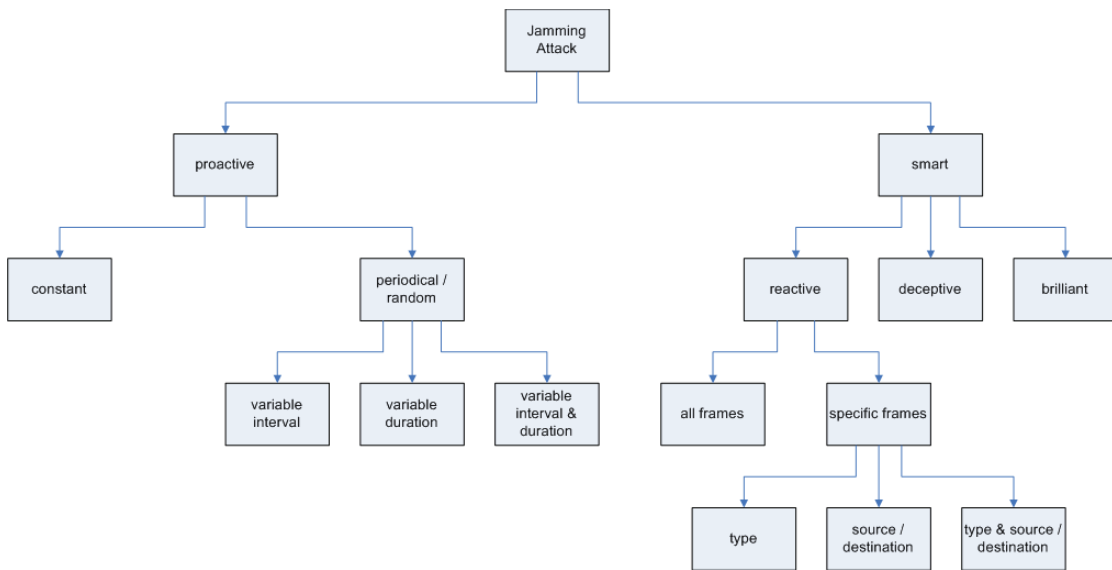 Jamming
Attack
proactive
smart
constant
periodical /
random
reactive
deceptive
brilliant
variable
interval
variable
duration
variable
interval &
duration
all frames
specific frames
type
source /
destination
type & source /
destination